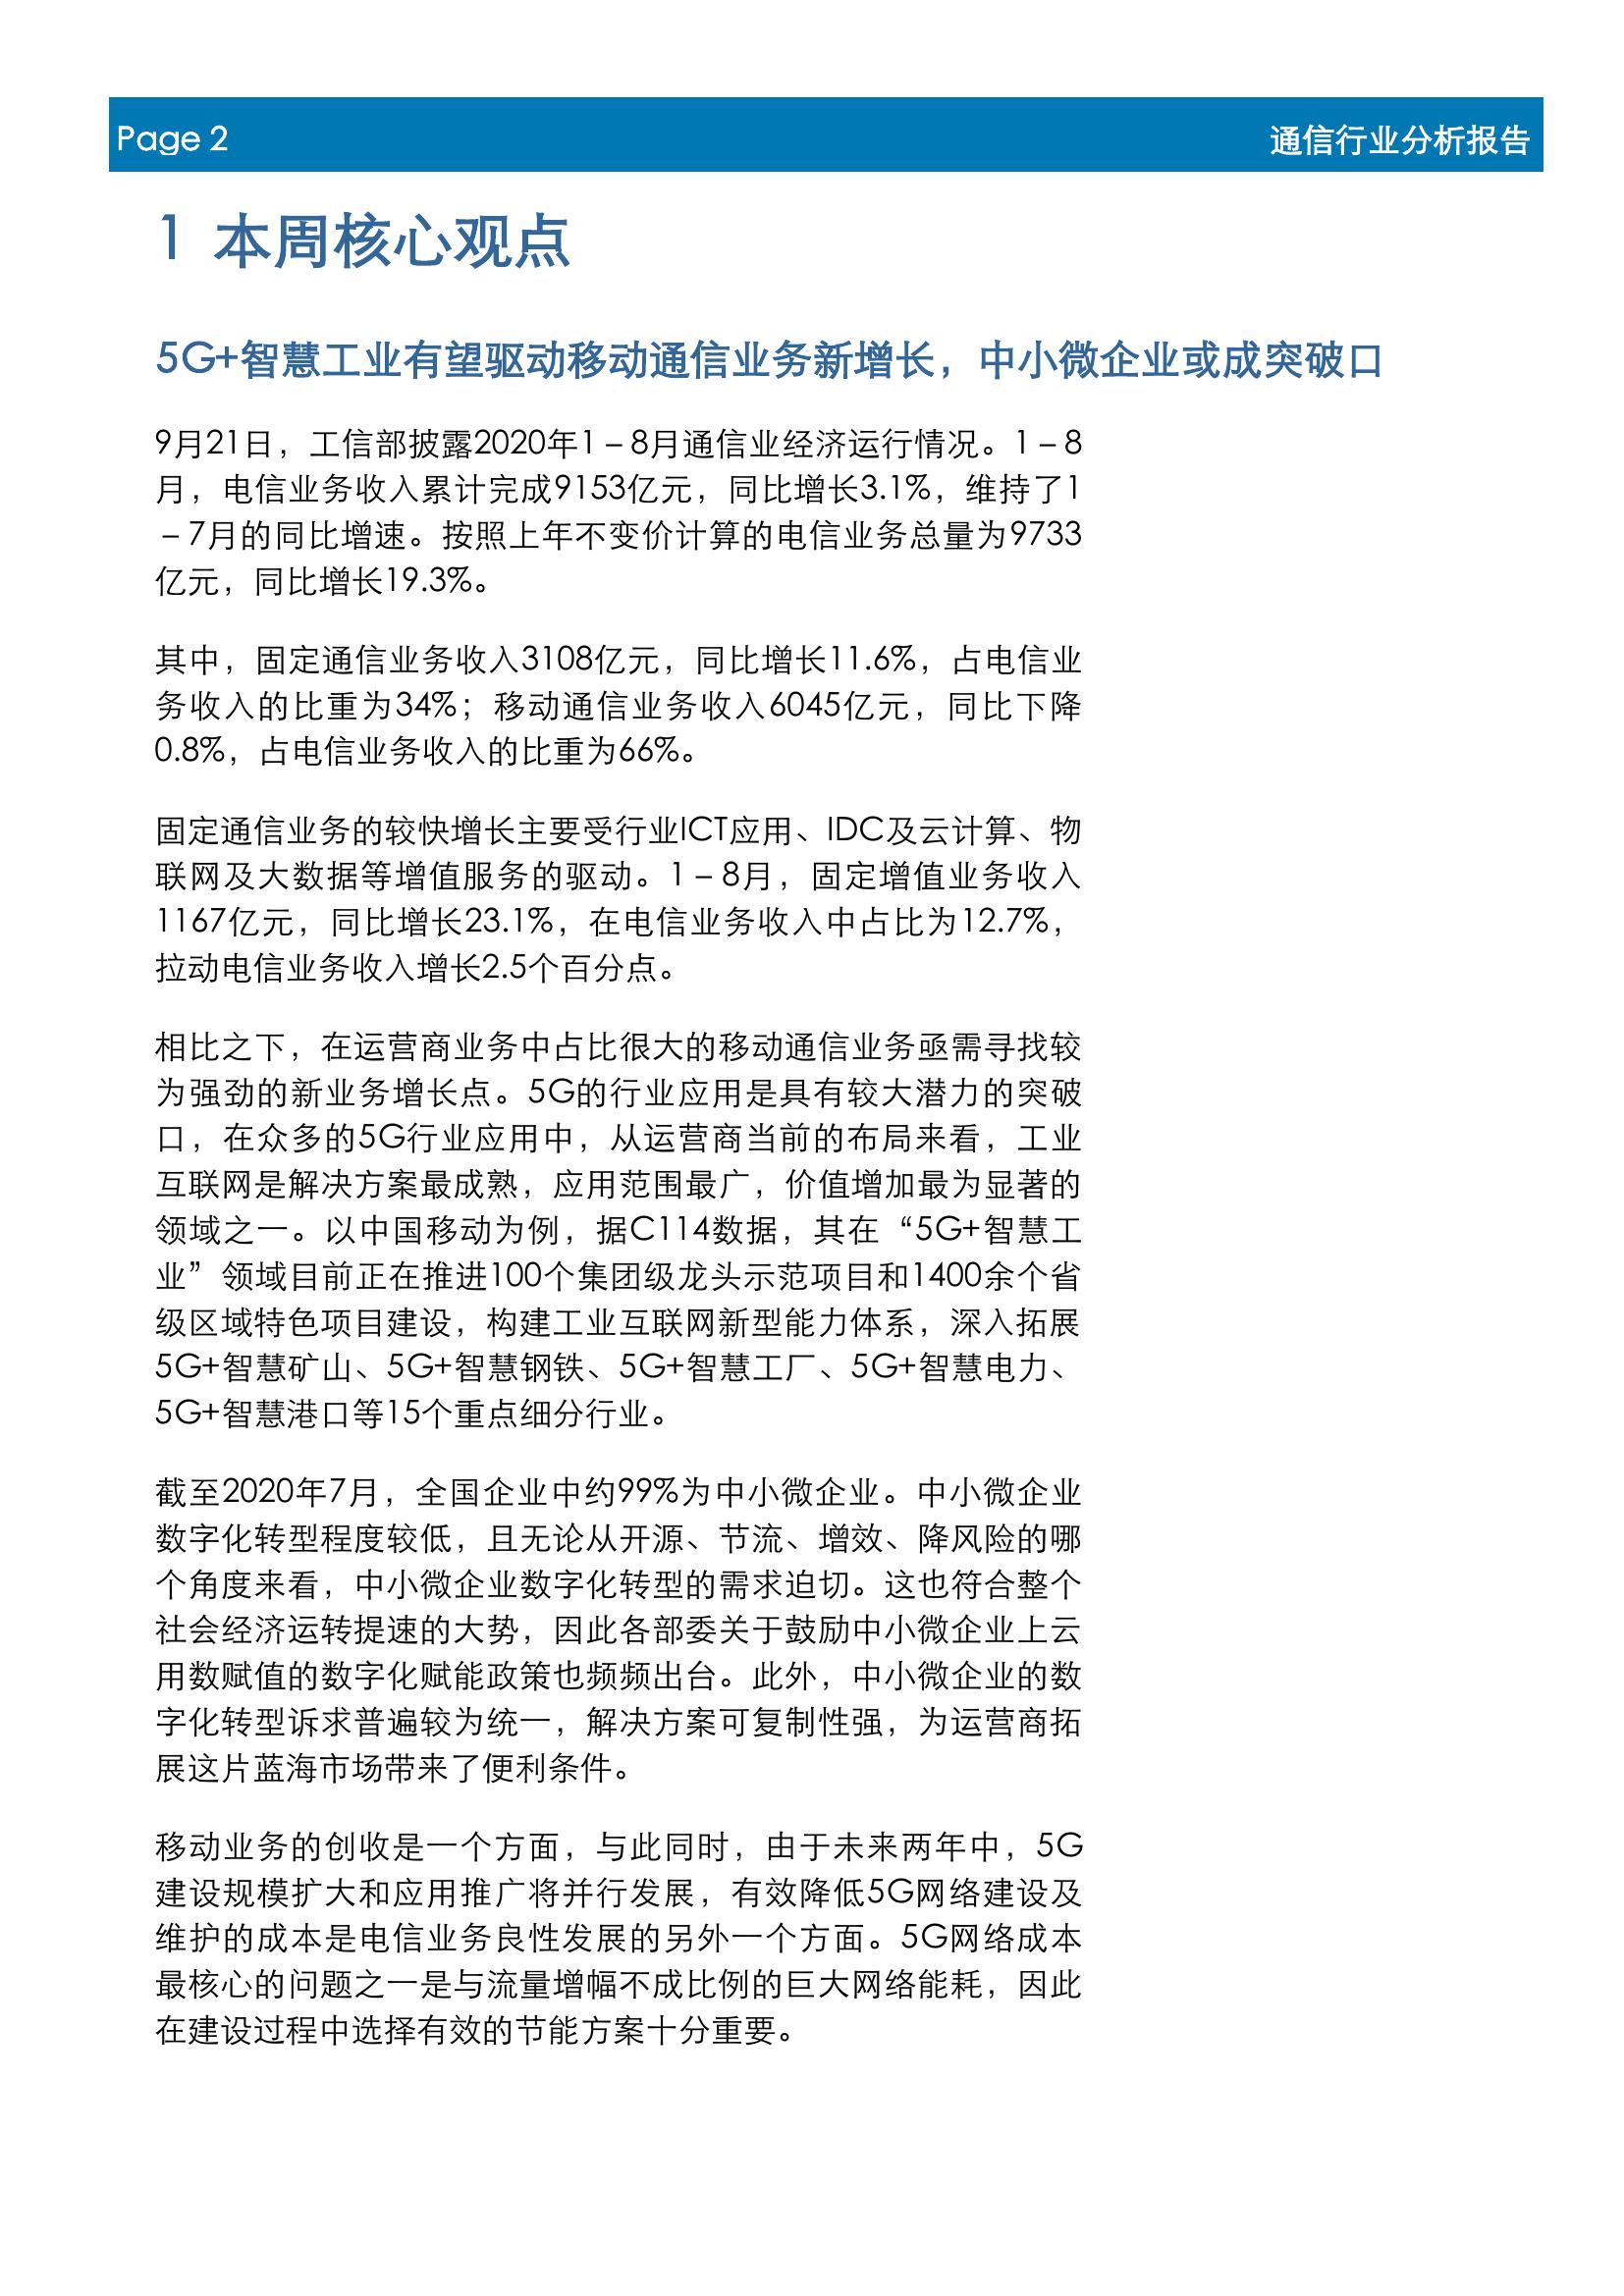 Page 2
通信行业分析报告
1 本周核心观点
5G+智慧工业有望驱动移动通信业务新增长，中小微企业或成突破口
9月21日，工信部披露2020年1－8月通信业经济运行情况。1－8
月，电信业务收入累计完成9153亿元，同比增长3.1%，维持了1
－7月的同比增速。按照上年不变价计算的电信业务总量为9733
亿元，同比增长19.3%。
其中，固定通信业务收入3108亿元，同比增长11.6%，占电信业
务收入的比重为34%；移动通信业务收入6045亿元，同比下降
0.8%，占电信业务收入的比重为66%。
固定通信业务的较快增长主要受行业ICT应用、IDC及云计算、物
联网及大数据等增值服务的驱动。1－8月，固定增值业务收入
1167亿元，同比增长23.1%，在电信业务收入中占比为12.7%，
拉动电信业务收入增长2.5个百分点。
相比之下，在运营商业务中占比很大的移动通信业务亟需寻找较
为强劲的新业务增长点。5G的行业应用是具有较大潜力的突破
口，在众多的5G行业应用中，从运营商当前的布局来看，工业
互联网是解决方案最成熟，应用范围最广，价值增加最为显著的
领域之一。以中国移动为例，据C114数据，其在“5G+智慧工
业”领域目前正在推进100个集团级龙头示范项目和1400余个省
级区域特色项目建设，构建工业互联网新型能力体系，深入拓展
5G+智慧矿山、5G+智慧钢铁、5G+智慧工厂、5G+智慧电力、
5G+智慧港口等15个重点细分行业。
截至2020年7月，全国企业中约99%为中小微企业。中小微企业
数字化转型程度较低，且无论从开源、节流、增效、降风险的哪
个角度来看，中小微企业数字化转型的需求迫切。这也符合整个
社会经济运转提速的大势，因此各部委关于鼓励中小微企业上云
用数赋值的数字化赋能政策也频频出台。此外，中小微企业的数
字化转型诉求普遍较为统一，解决方案可复制性强，为运营商拓
展这片蓝海市场带来了便利条件。
移动业务的创收是一个方面，与此同时，由于未来两年中，5G
建设规模扩大和应用推广将并行发展，有效降低5G网络建设及
维护的成本是电信业务良性发展的另外一个方面。5G网络成本
最核心的问题之一是与流量增幅不成比例的巨大网络能耗，因此
在建设过程中选择有效的节能方案十分重要。